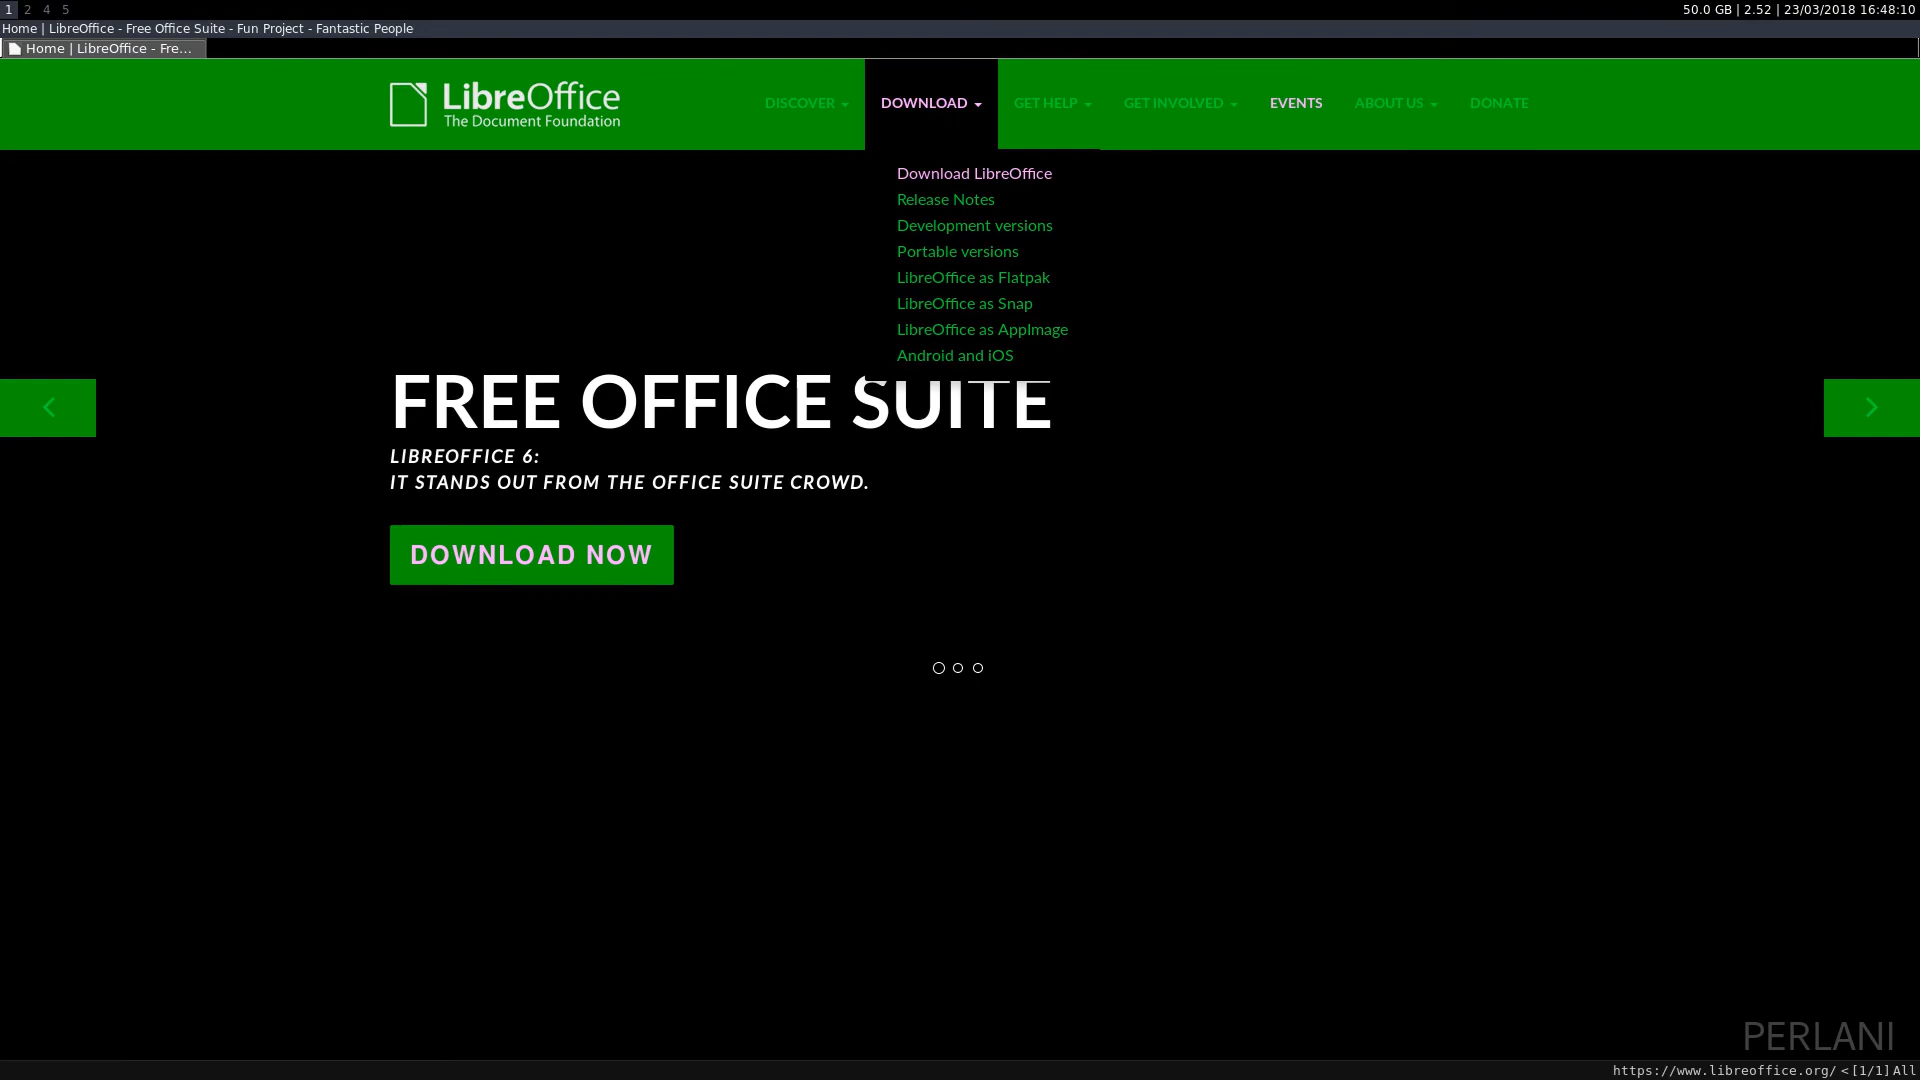 1 2 4 5
50.0 GB | 2.52 | 23/03/2018 16:48:10
Home | LibreOffice - Free Office Suite - Fun Project - Fantastic People
Home | LibreOffice - Fre...
LibreOffice
The Document Foundation
DISCOVER DOWNLOAD GET HELP GET INVOLVED EVENTS ABOUT US DONATE
Download LibreOffice
Release Notes
Development versions
Portable versions
LibreOffice as Flatpak
LibreOffice as Snap
LibreOffice as AppImage
Android and iOS
FREE OFFICE SUITE
LIBREOFFICE 6:
IT STANDS OUT FROM THE OFFICE SUITE CROWD.
DOWNLOAD NOW
PERLANI
https://www.libreoffice.org/ <[1/1] All